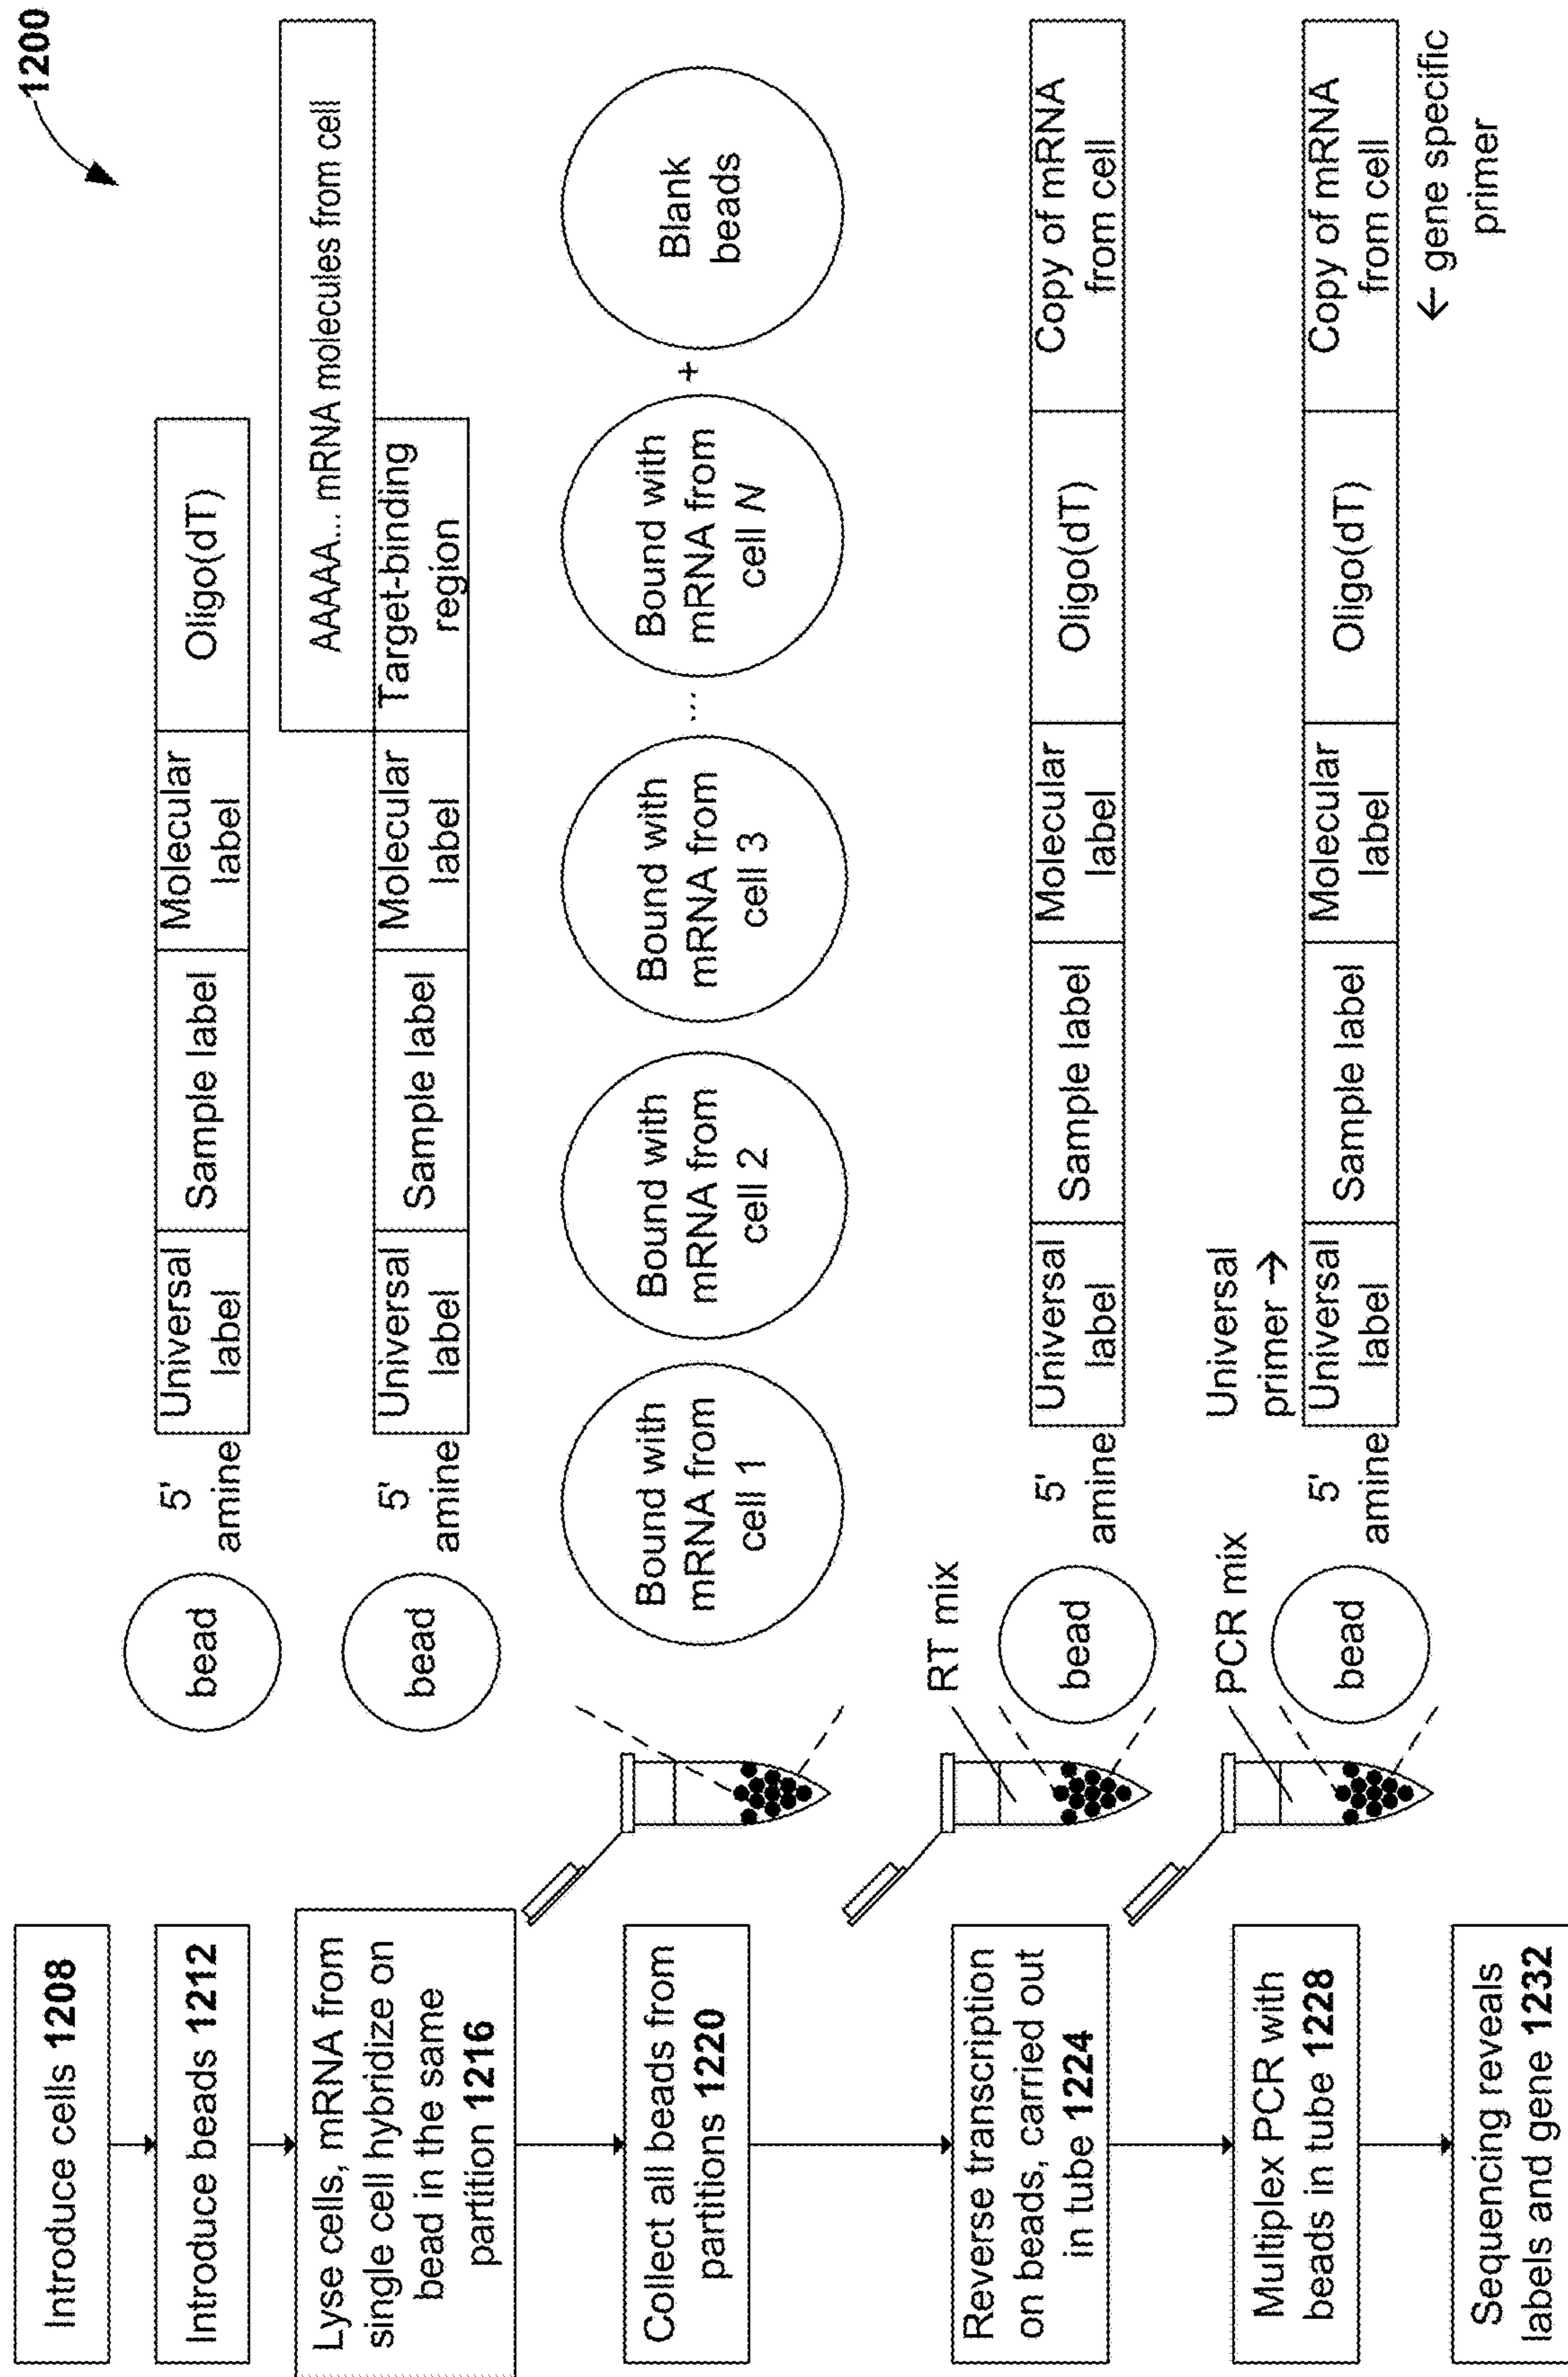 1200
Introduce cells 1208
Introduce beads 1212
Lyse cells, mRNA from
single cell hybridize on
bead in the same
partition 1216
Collect all beads from
partitions 1220
Reverse transcription
on beads, carried out
in tube 1224
Multiplex PCR with
beads in tube 1228
Sequencing reveals
labels and gene 1232
bead
5'
amine
Universal
label
Sample label
Molecular
label
Oligo(dT)
bead
5'
amine
Universal
label
Sample label
Molecular
label
Target-binding
region
AAAAA... mRNA molecules from cell
Bound with
mRNA from
cell 1
Bound with
mRNA from
cell 2
Bound with
mRNA from
cell 3
...
Bound with
mRNA from
cell N
+
Blank
beads
RT mix
bead
5'
amine
Universal
label
Sample label
Molecular
label
Oligo(dT)
Copy of mRNA
from cell
PCR mix
bead
5'
amine
Universal
primer →
Universal
label
Sample label
Molecular
label
Oligo(dT)
Copy of mRNA
from cell
← gene specific
primer